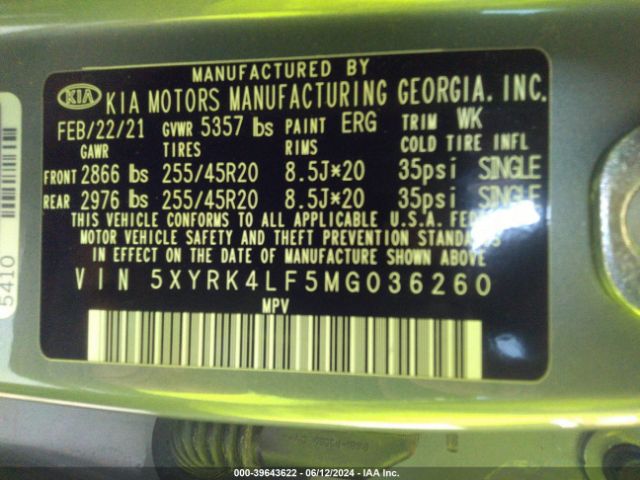 MANUFACTURED BY
KIA KIA MOTORS MANUFACTURING GEORGIA. INC.
FEB/22/21 GVWR 5357 lbs PAINT ERG TRIM WK
GAWR TIRES RIMS COLD TIRE INFL
FRONT 2866 lbs 255/45R20 8.5J×20 35psi SINGLE
REAR 2976 lbs 255/45R20 8.5J×20 35psi SINGLE
THIS VEHICLE CONFORMS TO ALL APPLICABLE U.S.A. FEDE
MOTOR VEHICLE SAFETY AND THEFT PREVENTION STANDARDS
IN EFFECT ON THE DATE OF MANUFACTURE SHOWN ABOVE
VIN 5XYRK4LF5MG036260
MPV
5410
000-39643622 | 06/12/2024 | IAA Inc.